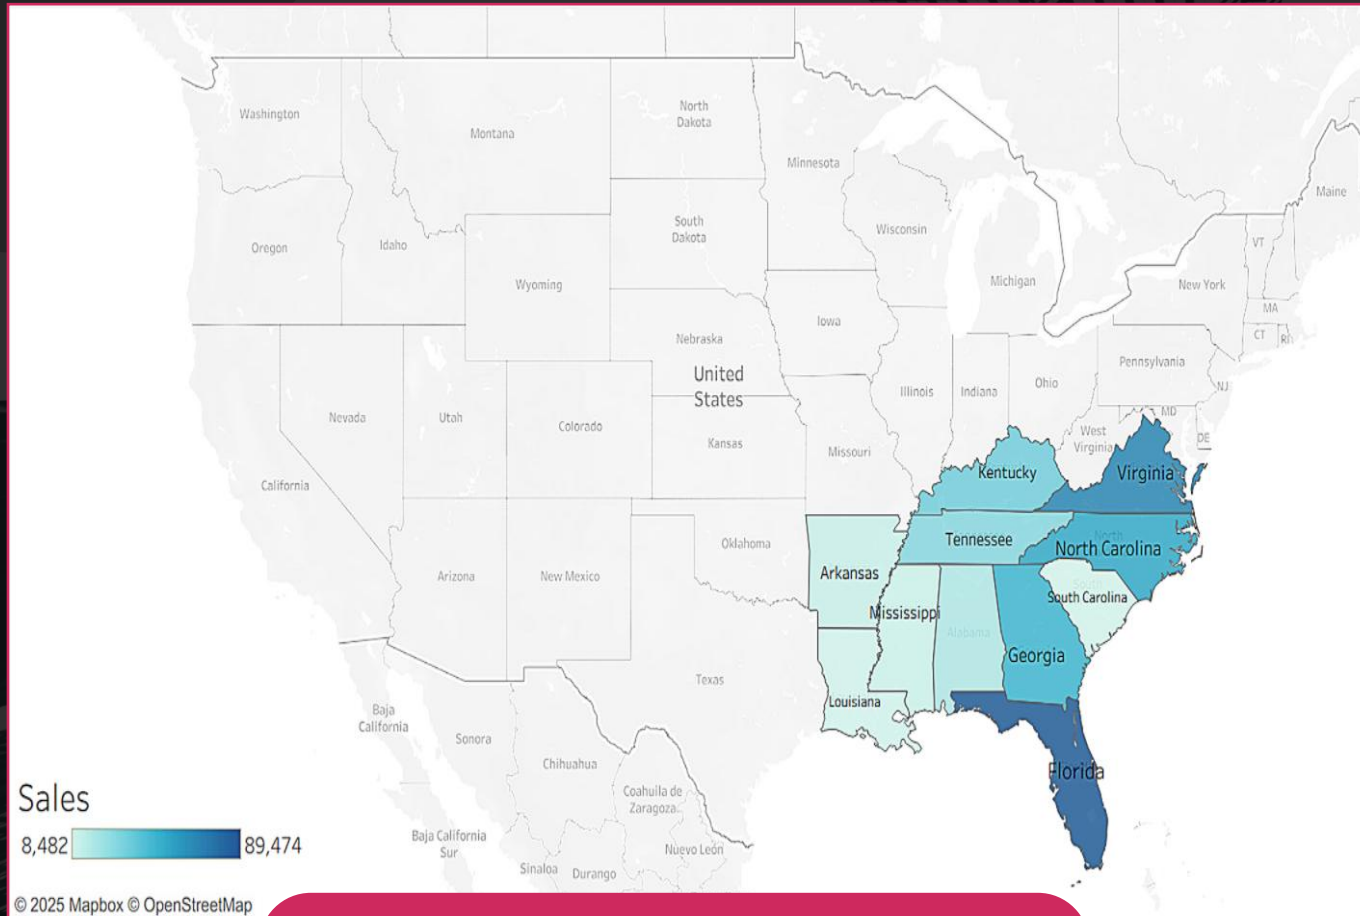 Washington
Montana
North
Dakota
Minnesota
Maine
Oregon
Idaho
South
Dakota
Wisconsin
VT
Wyoming
Michigan
New York
MA
Iowa
CT
RI
Nebraska
Pennsylvania
United
States
Illinois
Indiana
Ohio
NJ
Nevada
Utah
Colorado
Kansas
Missouri
West
Virginia
MD
DE
California
Kentucky
Virginia
Oklahoma
Tennessee
North
North Carolina
Arizona
New Mexico
Arkansas
South
South Carolina
Mississippi
Alabama
Georgia
Texas
Louisiana
Baja
California
Sonora
Chihuahua
Florida
Coahuila de
Zaragoza
Baja California
Sur
Nuevo León
Sinaloa
Durango
Sales
8,482
89,474
© 2025 Mapbox © OpenStreetMap